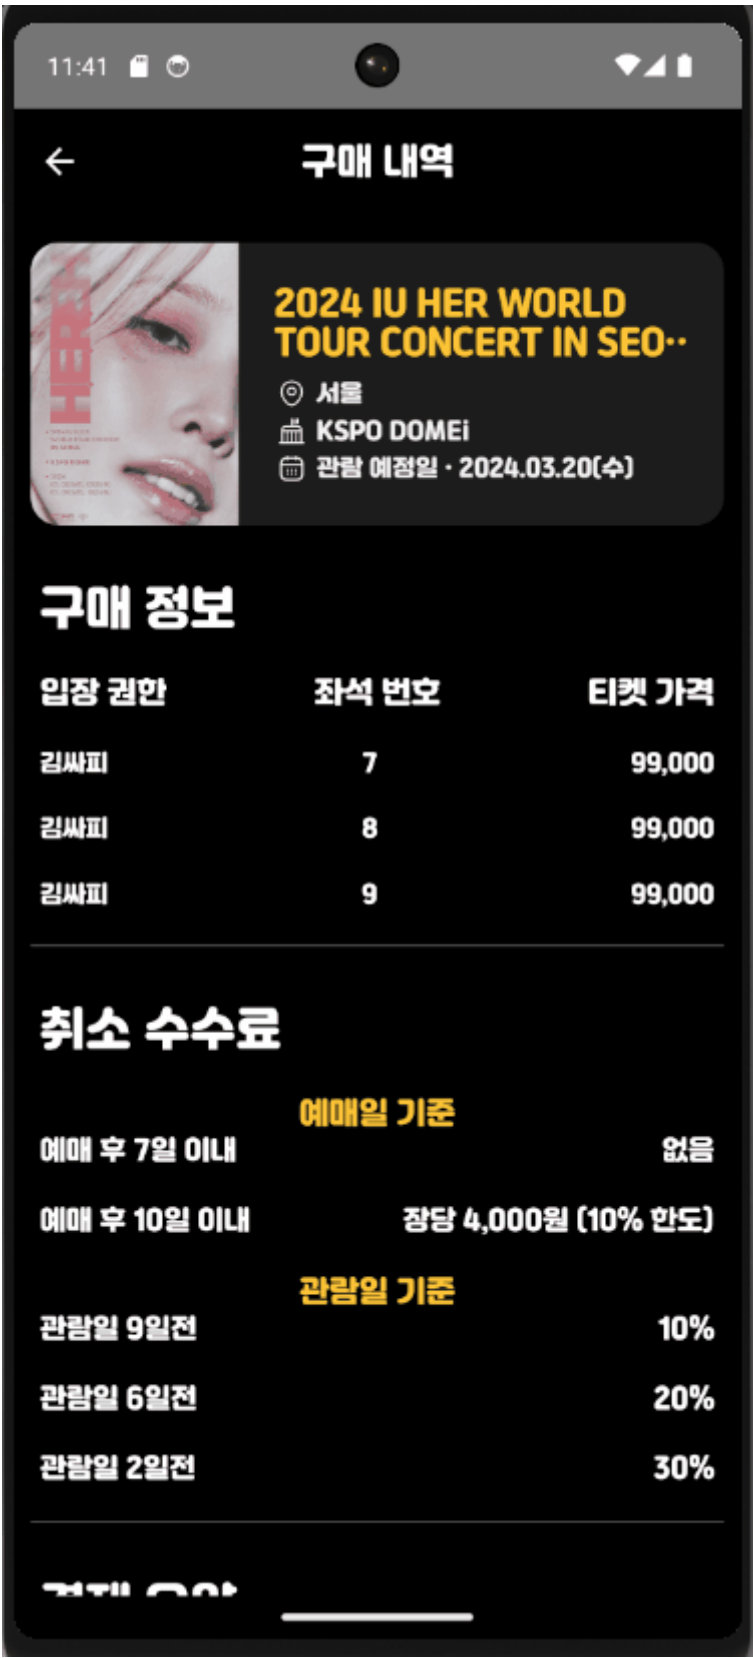 11:41
구매 내역
HER
2024 IU HER WORLD
TOUR CONCERT IN SEO··
서울
KSPO DOMEi
관람 예정일 · 2024.03.20(수)
구매 정보
입장 권한 좌석 번호 티켓 가격
김싸피 7 99,000
김싸피 8 99,000
김싸피 9 99,000
취소 수수료
예매일 기준
예매 후 7일 이내 없음
예매 후 10일 이내 장당 4,000원 (10% 한도)
관람일 기준
관람일 9일전 10%
관람일 6일전 20%
관람일 2일전 30%